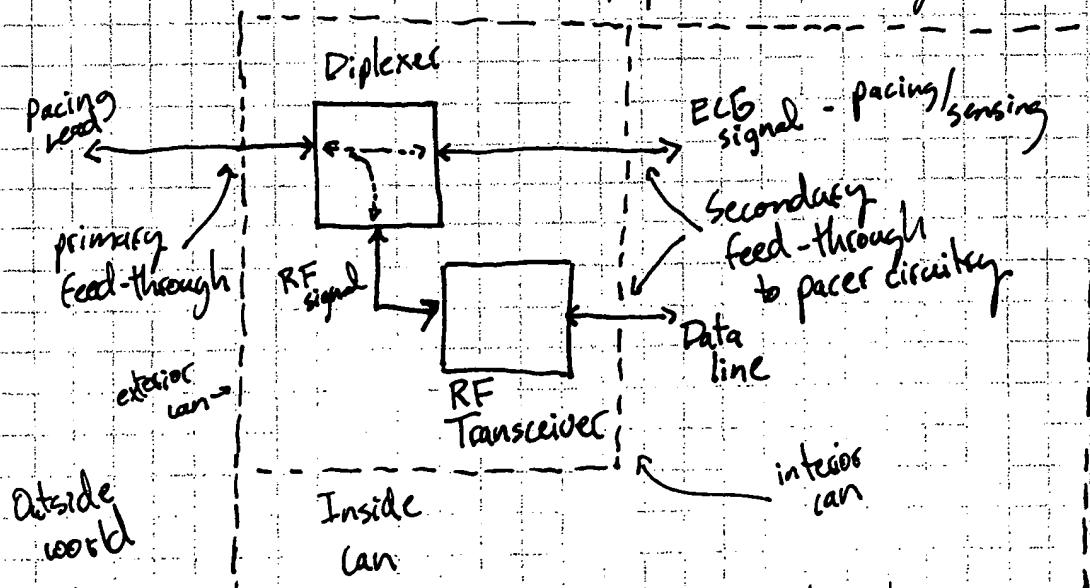 Diplexer
pacing
lead
ECG
signal - pacing/
sensing
primary
feed-through
RF
signal
Secondary
feed-through
to pacer circuitry
Data
line
exterior
can
RF
Transceiver
interior
can
Outside
world
Inside
can